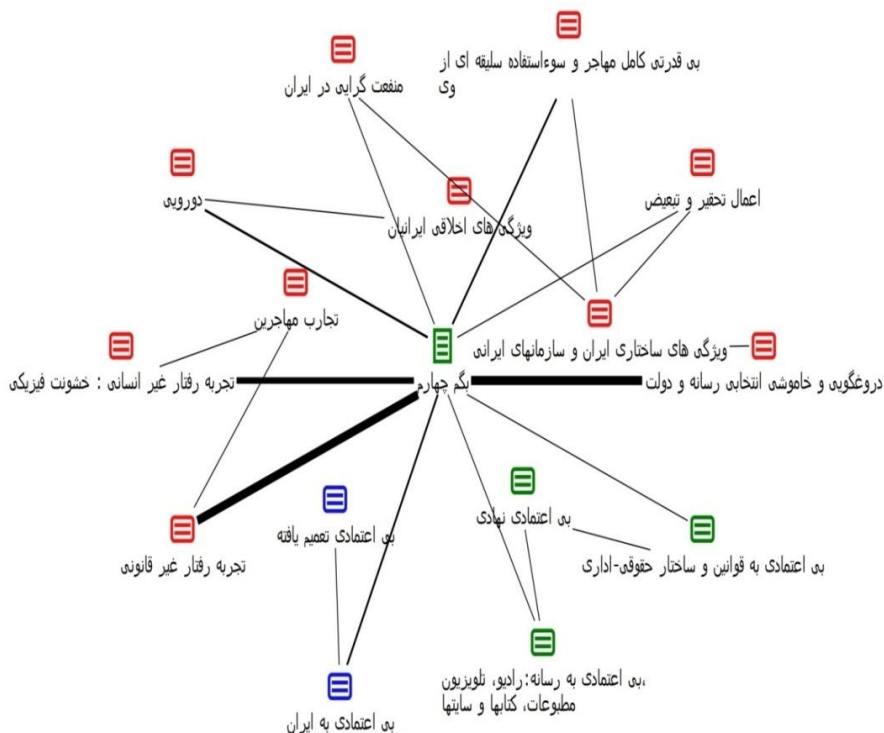 بی قدرتی کامل مهاجر و سوءاستفاده سلیقه ای از
وی
منفعت گرایی در ایران
اعمال تحقیر و تبعیض
دورویی
ویژگی های اخلاقی ایرانیان
تجارب مهاجرین
ویژگی های ساختاری ایران و سازمانهای ایرانی
دروغگویی و خاموشی انتخابی رسانه و دولت
بگم چهارم
تجربه رفتار غیر انسانی : خشونت فیزیکی
بی اعتمادی نهادی
بی اعتمادی تعمیم یافته
بی اعتمادی به قوانین و ساختار حقوقی-اداری
تجربه رفتار غیر قانونی
بی اعتمادی به رسانه:رادیو، تلویزیون،
مطبوعات، کتابها و سایتها
بی اعتمادی به ایران